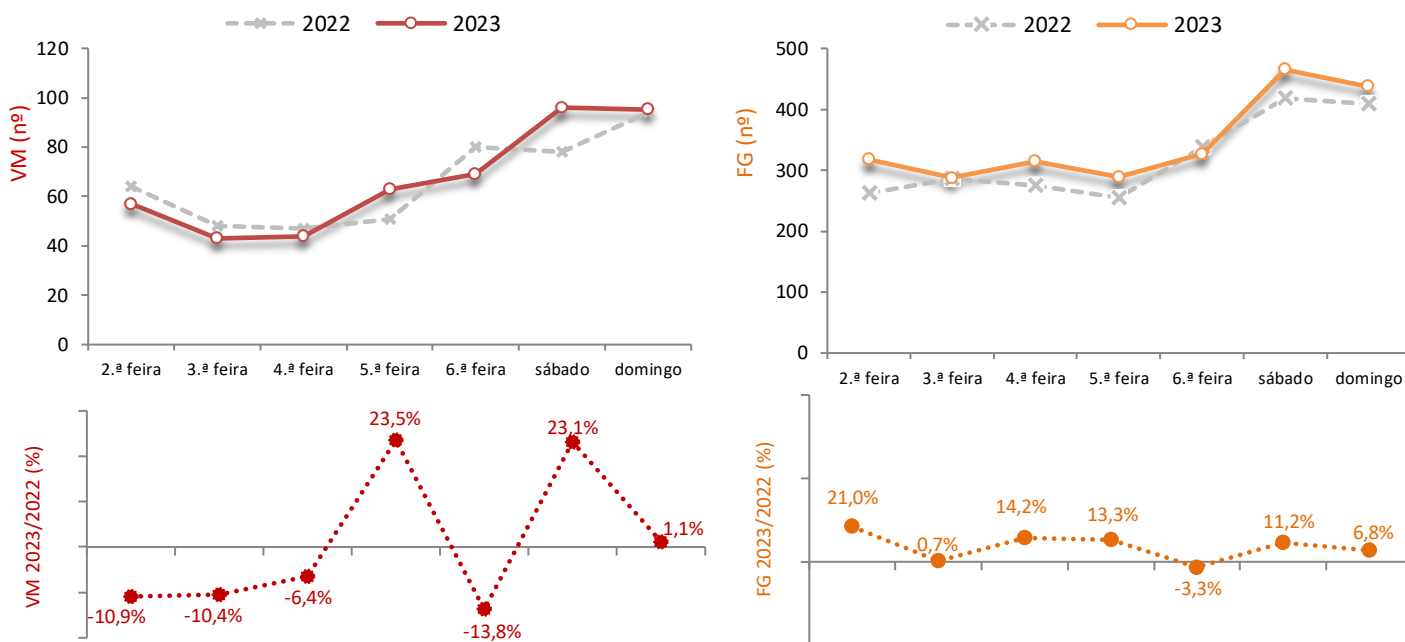 2022 2023
VM (nº)
120
100
80
60
40
20
0
2.ª feira 3.ª feira 4.ª feira 5.ª feira 6.ª feira sábado domingo
2022 2023
FG (nº)
500
400
300
200
100
0
2.ª feira 3.ª feira 4.ª feira 5.ª feira 6.ª feira sábado domingo
VM 2023/2022 (%)
-10,9% -10,4% -6,4% 23,5% -13,8% 23,1% 1,1%
FG 2023/2022 (%)
21,0% 0,7% 14,2% 13,3% -3,3% 11,2% 6,8%